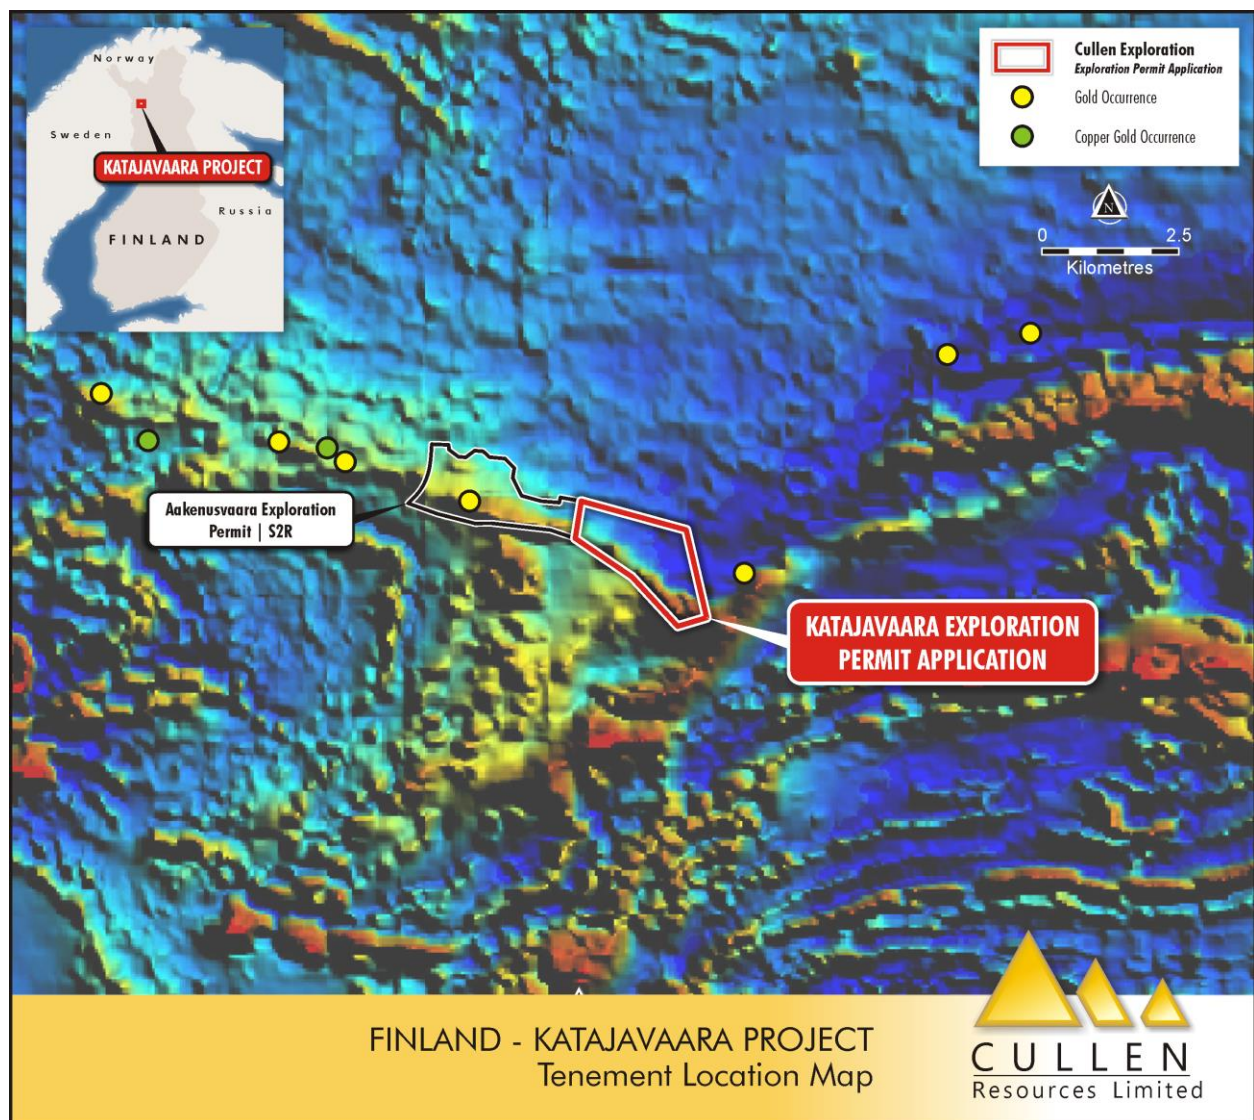 Norway
Sweden
KATAJAVAARA PROJECT
Russia
FINLAND
Cullen Exploration
Exploration Permit Application
Gold Occurrence
Copper Gold Occurrence
N
0 2.5
Kilometres
Aakenusvaara Exploration
Permit | S2R
KATAJAVAARA EXPLORATION
PERMIT APPLICATION
FINLAND - KATAJAVAARA PROJECT
Tenement Location Map
CULLEN
Resources Limited